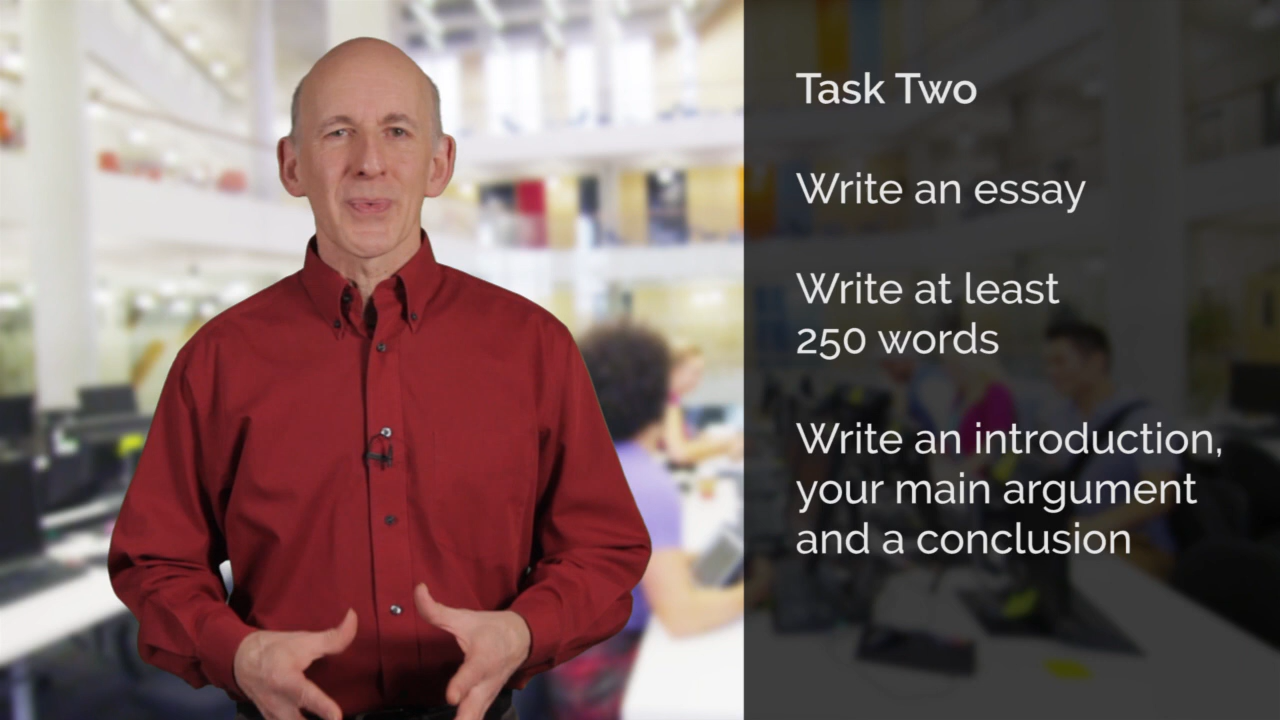 Task Two
Write an essay
Write at least
250 words
Write an introduction,
your main argument
and a conclusion